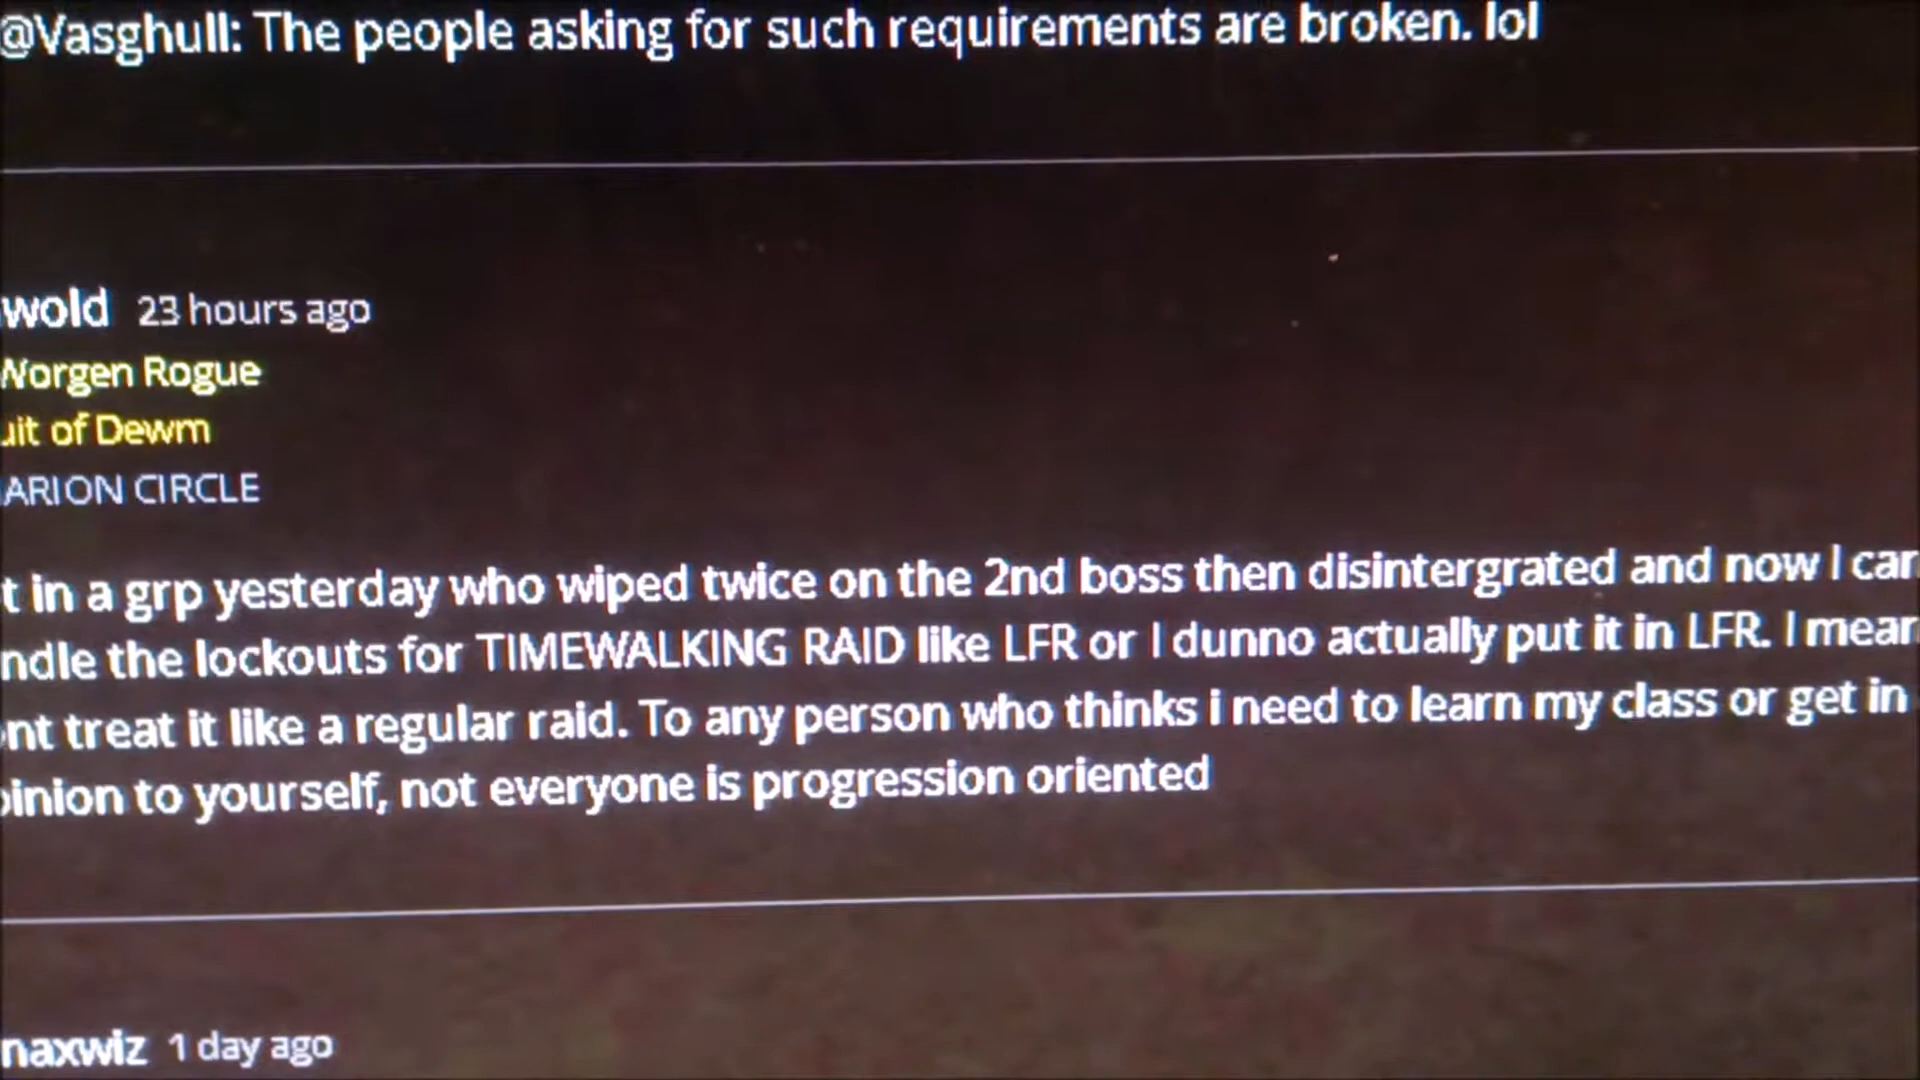 @Vasghull: The people asking for such requirements are broken. lol
wold 23 hours ago
Worgen Rogue
uit of Dewm
ARION CIRCLE
t in a grp yesterday who wiped twice on the 2nd boss then disintergrated and now I can
ndle the lockouts for TIMEWALKING RAID like LFR or I dunno actually put it in LFR. I mean
nt treat it like a regular raid. To any person who thinks i need to learn my class or get in
inion to yourself, not everyone is progression oriented
naxwiz 1 day ago